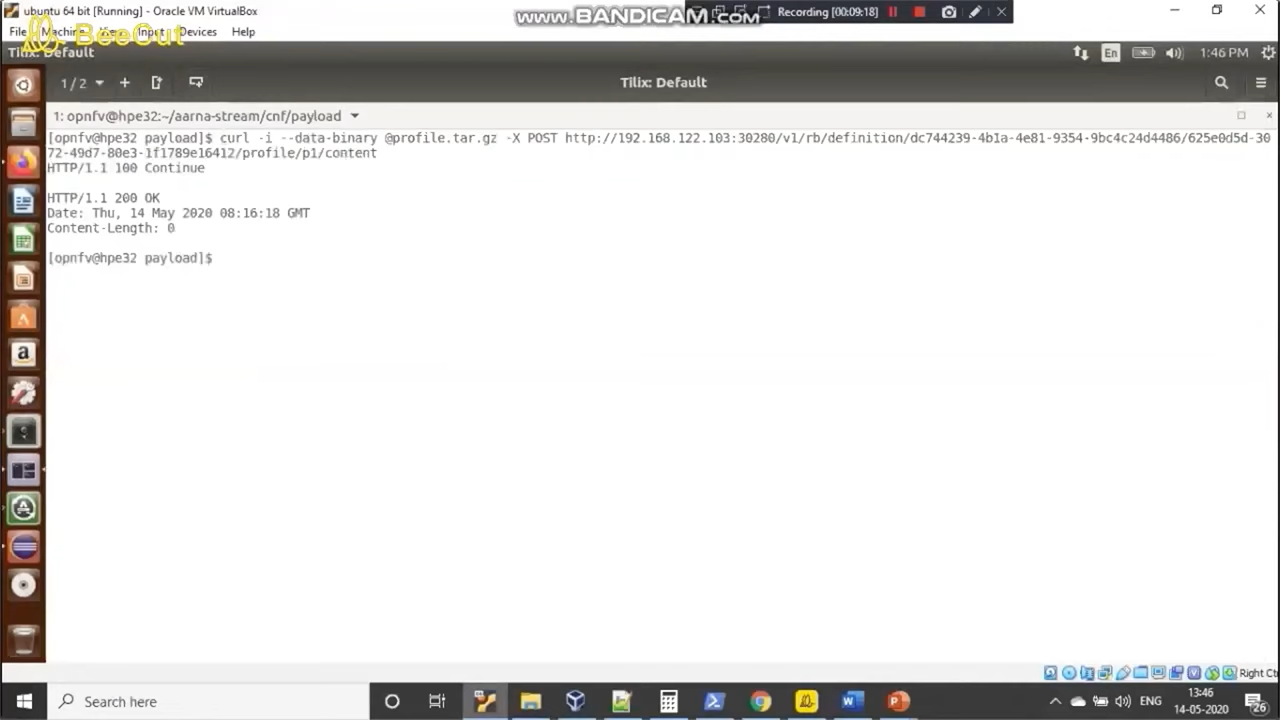 ubuntu 64 bit [Running] - Oracle VM VirtualBox
www.BANDICAM.com
Recording [00:09:18]
File Machine View Input Devices Help
BeeCut
Tilix: Default
En
1:46 PM
1 / 2
Tilix: Default
1: opnfv@hpe32:~/aarna-stream/cnf/payload
[opnfv@hpe32 payload]$ curl -i --data-binary @profile.tar.gz -X POST http://192.168.122.103:30280/v1/rb/definition/dc744239-4b1a-4e81-9354-9bc4c24d4486/625e0d5d-30
72-49d7-80e3-1f1789e16412/profile/p1/content
HTTP/1.1 100 Continue
HTTP/1.1 200 OK
Date: Thu, 14 May 2020 08:16:18 GMT
Content-Length: 0
[opnfv@hpe32 payload]$
Right Ct
Search here
ENG
13:46
14-05-2020
26